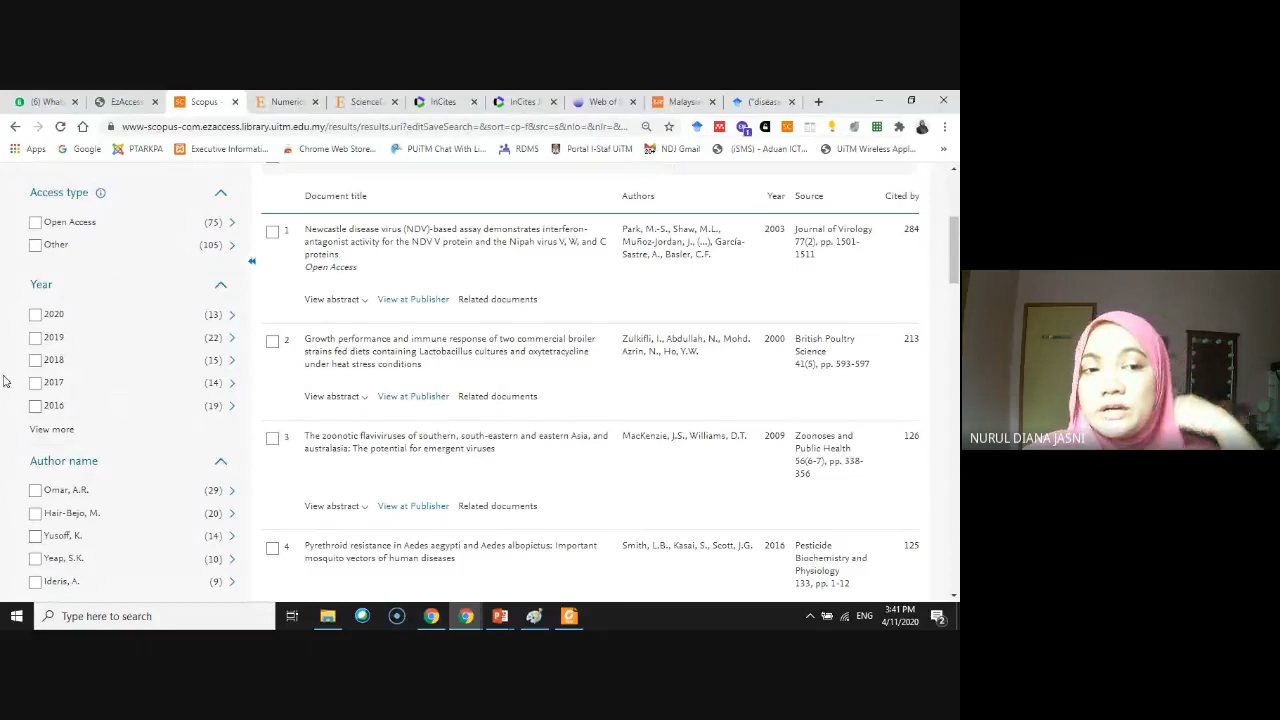 (6) What:
EzAccess
Scopus -
Numeric
ScienceD
InCites
InCites J
Web of S
Malaysi
("disease
www-scopus-com.ezaccess.library.uitm.edu.my/results/results.uri?editSaveSearch=&sort=cp-f&src=s&nlo=&nlr=&...
Apps
Google
PTARKPA
Executive Informati...
Chrome Web Store...
PUiTM Chat With Li...
RDMS
Portal I-Staf UiTM
NDJ Gmail
(iSMS) - Aduan ICT...
UiTM Wireless Appl...
»
Access type
Open Access (75)
Other (105)
Year
2020 (13)
2019 (22)
2018 (15)
2017 (14)
2016 (19)
View more
Author name
Omar, A.R. (29)
Hair-Bejo, M. (20)
Yusoff, K. (14)
Yeap, S.K. (10)
Ideris, A. (9)
Document title Authors Year Source Cited by
1 Newcastle disease virus (NDV)-based assay demonstrates interferon- Park, M.-S., Shaw, M.L., 2003 Journal of Virology 284
antagonist activity for the NDV V protein and the Nipah virus V, W, and C Muñoz-Jordan, J., (...), García- 77(2), pp. 1501-
proteins Sastre, A., Basler, C.F. 1511
Open Access
View abstract View at Publisher Related documents
2 Growth performance and immune response of two commercial broiler Zulkifli, I., Abdullah, N., Mohd. 2000 British Poultry 213
strains fed diets containing Lactobacillus cultures and oxytetracycline Azrin, N., Ho, Y.W. Science
under heat stress conditions 41(5), pp. 593-597
View abstract View at Publisher Related documents
3 The zoonotic flaviviruses of southern, south-eastern and eastern Asia, and MacKenzie, J.S., Williams, D.T. 2009 Zoonoses and 126
australasia: The potential for emergent viruses Public Health
56(6-7), pp. 338-
356
View abstract View at Publisher Related documents
4 Pyrethroid resistance in Aedes aegypti and Aedes albopictus: Important Smith, L.B., Kasai, S., Scott, J.G. 2016 Pesticide 125
mosquito vectors of human diseases Biochemistry and
Physiology
133, pp. 1-12
NURUL DIANA JASNI
Type here to search
ENG
3:41 PM
4/11/2020
2